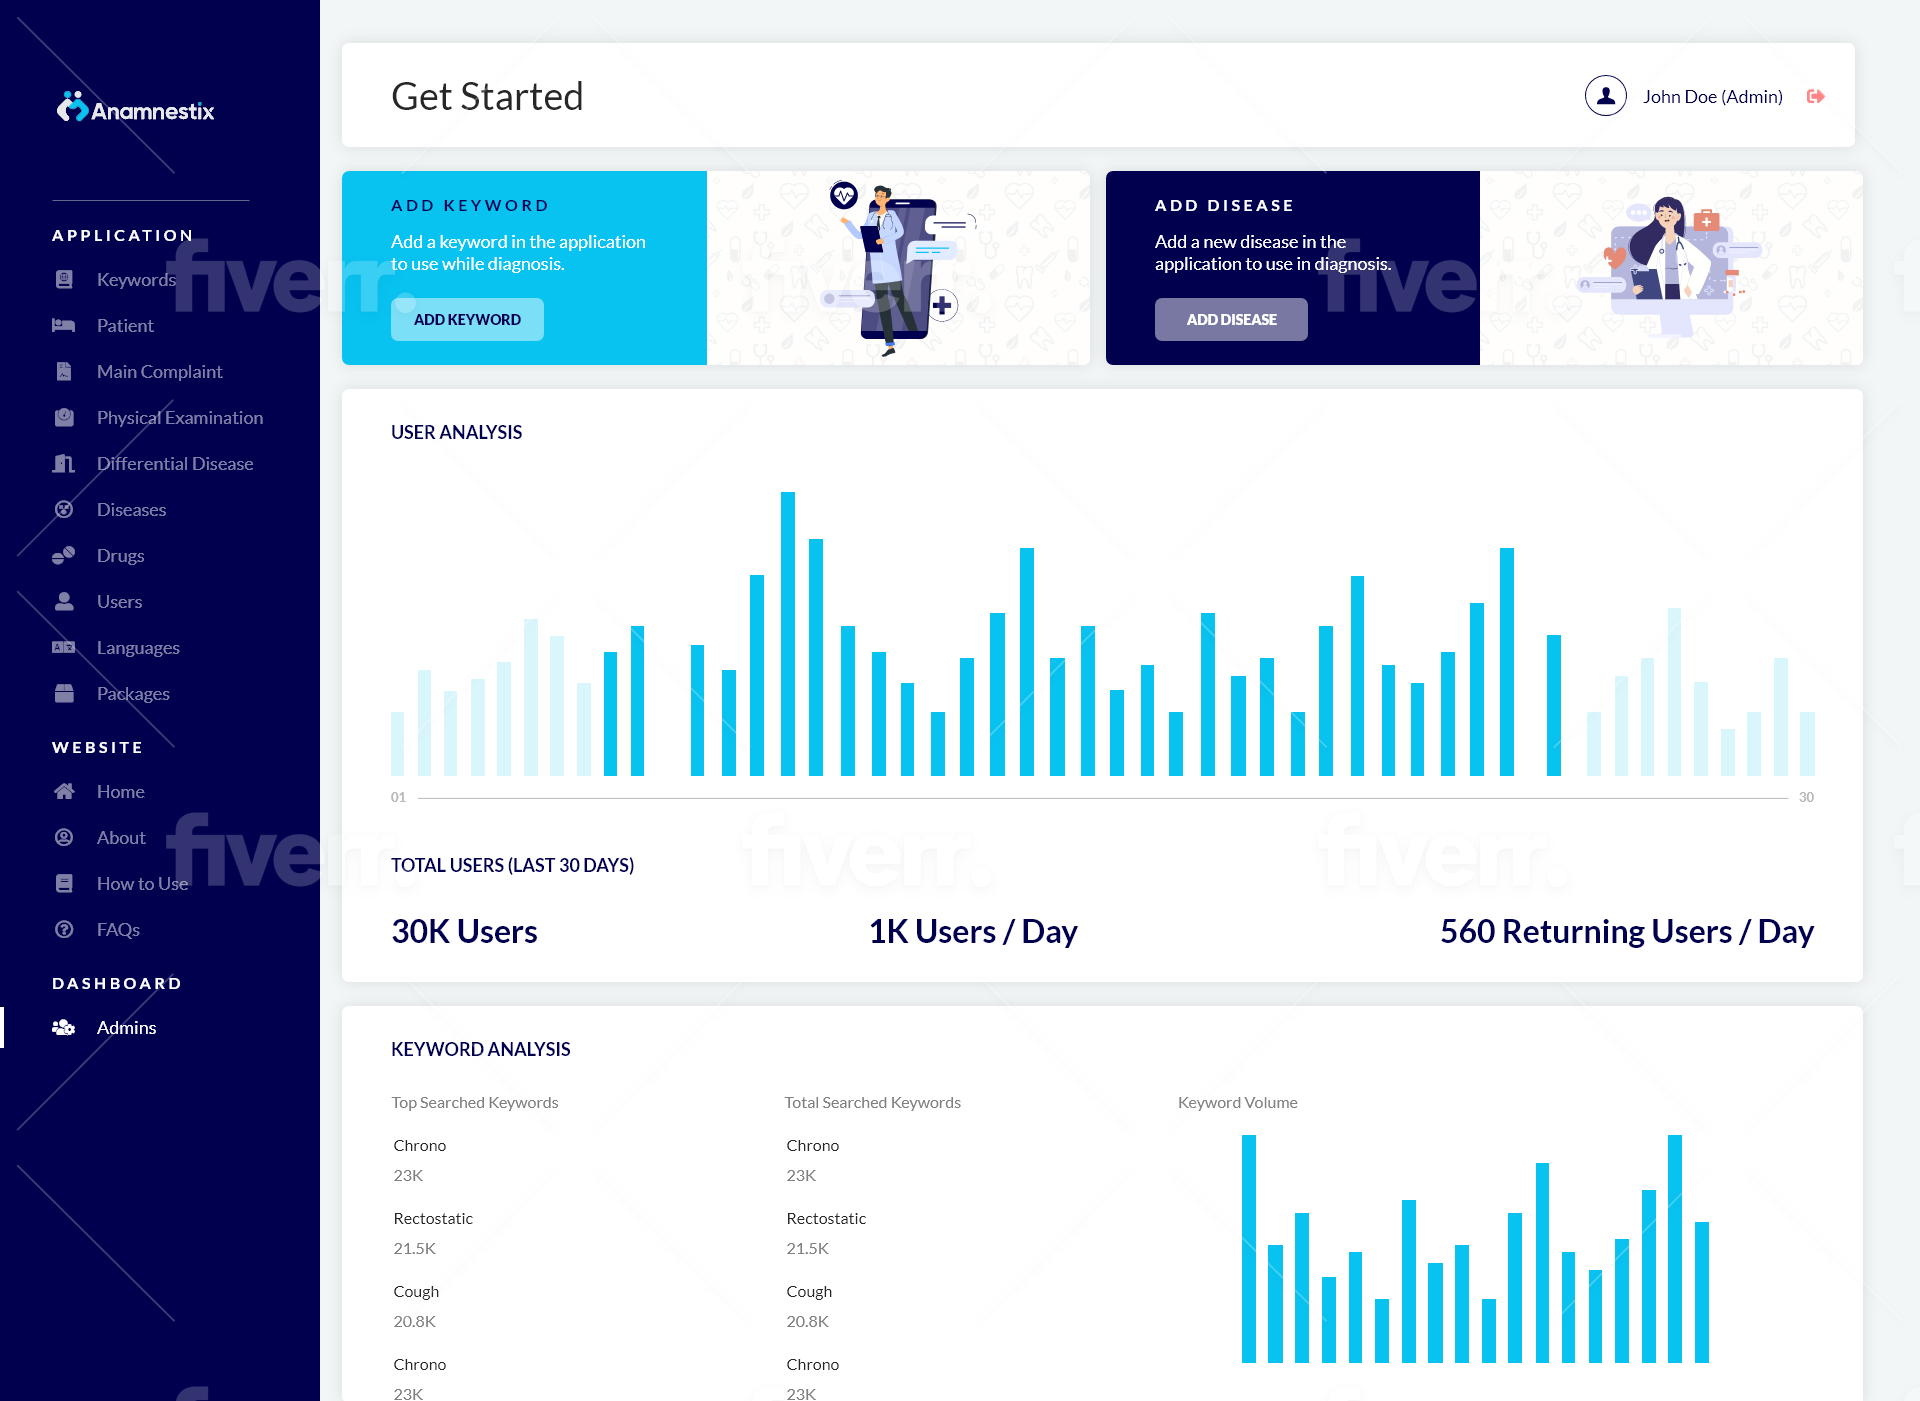 Anamnestix
APPLICATION
Keywords
Patient
Main Complaint
Physical Examination
Differential Disease
Diseases
Drugs
Users
Languages
Packages
WEBSITE
Home
About
How to Use
FAQs
DASHBOARD
Admins
Get Started
John Doe (Admin)
ADD KEYWORD
Add a keyword in the application
to use while diagnosis.
ADD KEYWORD
ADD DISEASE
Add a new disease in the
application to use in diagnosis.
ADD DISEASE
USER ANALYSIS
01
30
TOTAL USERS (LAST 30 DAYS)
30K Users
1K Users / Day
560 Returning Users / Day
KEYWORD ANALYSIS
Top Searched Keywords
Chrono
23K
Rectostatic
21.5K
Cough
20.8K
Chrono
23K
Total Searched Keywords
Chrono
23K
Rectostatic
21.5K
Cough
20.8K
Chrono
23K
Keyword Volume
fiverr.
fiverr.
fiverr.
fiverr.
fiverr.